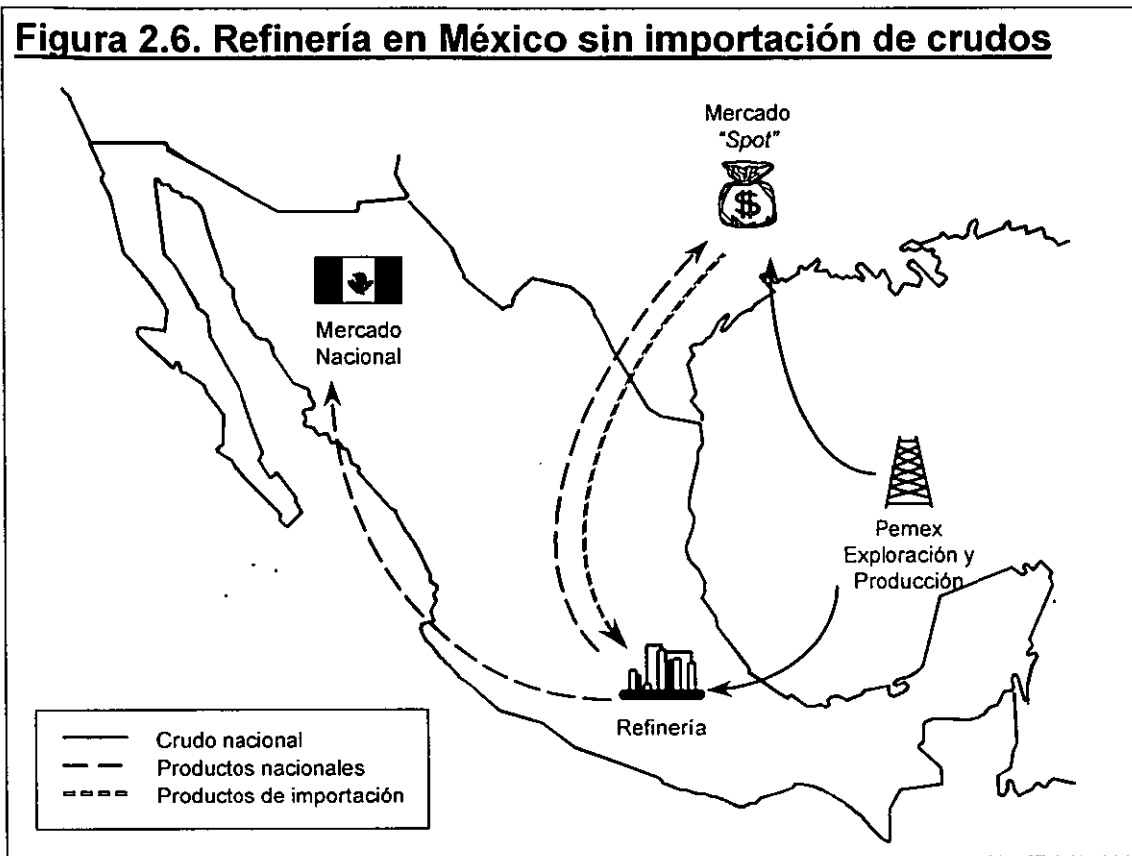 Figura 2.6. Refinería en México sin importación de crudos
Mercado
"Spot"
$
Mercado
Nacional
Pemex
Exploración y
Producción
Refinería
Crudo nacional
Productos nacionales
Productos de importación